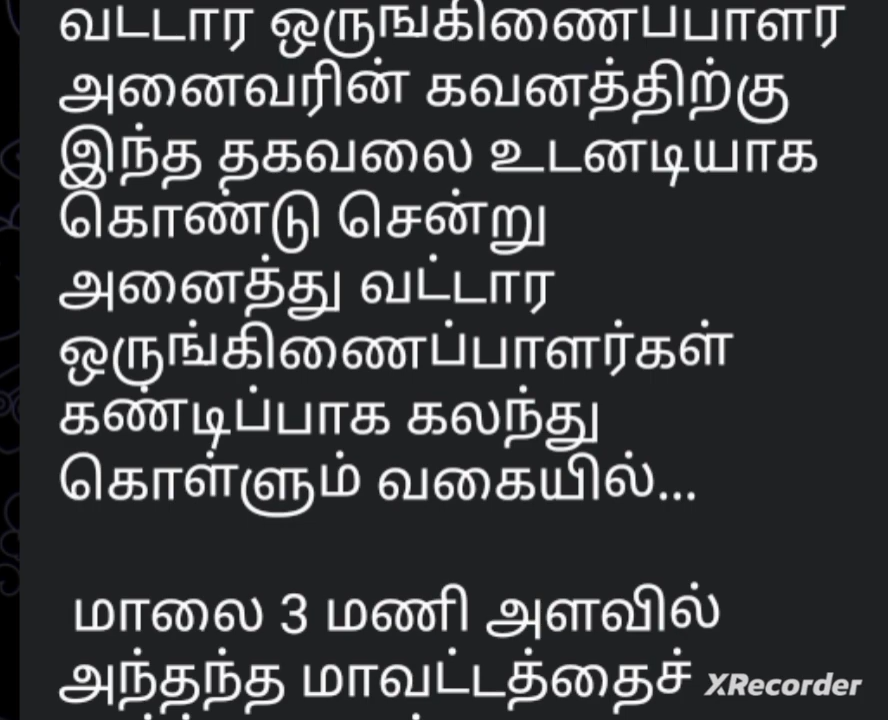 வட்டார ஒருங்கிணைப்பாளர்
அனைவரின் கவனத்திற்கு
இந்த தகவலை உடனடியாக
கொண்டு சென்று
அனைத்து வட்டார
ஒருங்கிணைப்பாளர்கள்
கண்டிப்பாக கலந்து
கொள்ளும் வகையில்...
மாலை 3 மணி அளவில்
அந்தந்த மாவட்டத்தைச்
XRecorder